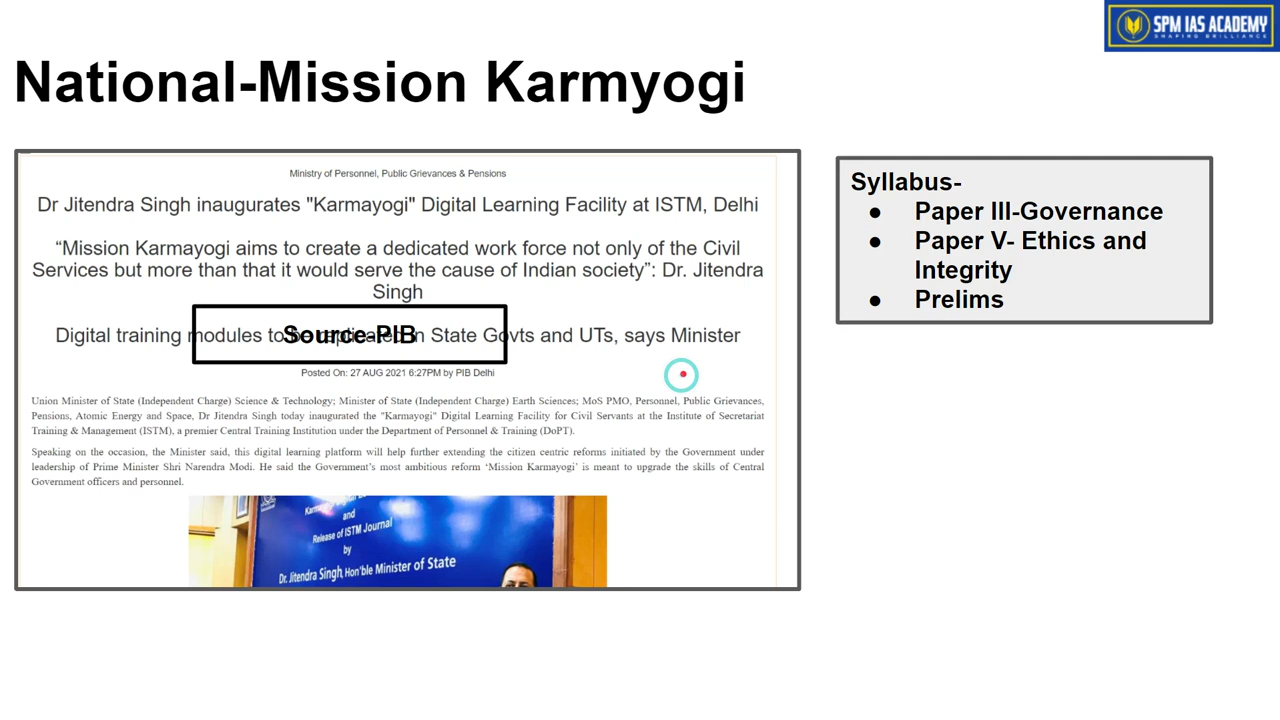 SPM IAS ACADEMY
SHAPING BRILLIANCE
National-Mission Karmyogi
Ministry of Personnel, Public Grievances & Pensions
Dr Jitendra Singh inaugurates "Karmayogi" Digital Learning Facility at ISTM, Delhi
“Mission Karmayogi aims to create a dedicated work force not only of the Civil
Services but more than that it would serve the cause of Indian society”: Dr. Jitendra
Singh
Digital training modules to be replicated in State Govts and UTs, says Minister
Source-PIB
Posted On: 27 AUG 2021 6:27PM by PIB Delhi
Union Minister of State (Independent Charge) Science & Technology; Minister of State (Independent Charge) Earth Sciences; MoS PMO, Personnel, Public Grievances,
Pensions, Atomic Energy and Space, Dr Jitendra Singh today inaugurated the "Karmayogi" Digital Learning Facility for Civil Servants at the Institute of Secretariat
Training & Management (ISTM), a premier Central Training Institution under the Department of Personnel & Training (DoPT).
Speaking on the occasion, the Minister said, this digital learning platform will help further extending the citizen centric reforms initiated by the Government under
leadership of Prime Minister Shri Narendra Modi. He said the Government’s most ambitious reform ‘Mission Karmayogi’ is meant to upgrade the skills of Central
Government officers and personnel.
and
Release of ISTM Journal
by
Dr. Jitendra Singh, Hon'ble Minister of State
Syllabus-
● Paper III-Governance
● Paper V- Ethics and
Integrity
● Prelims